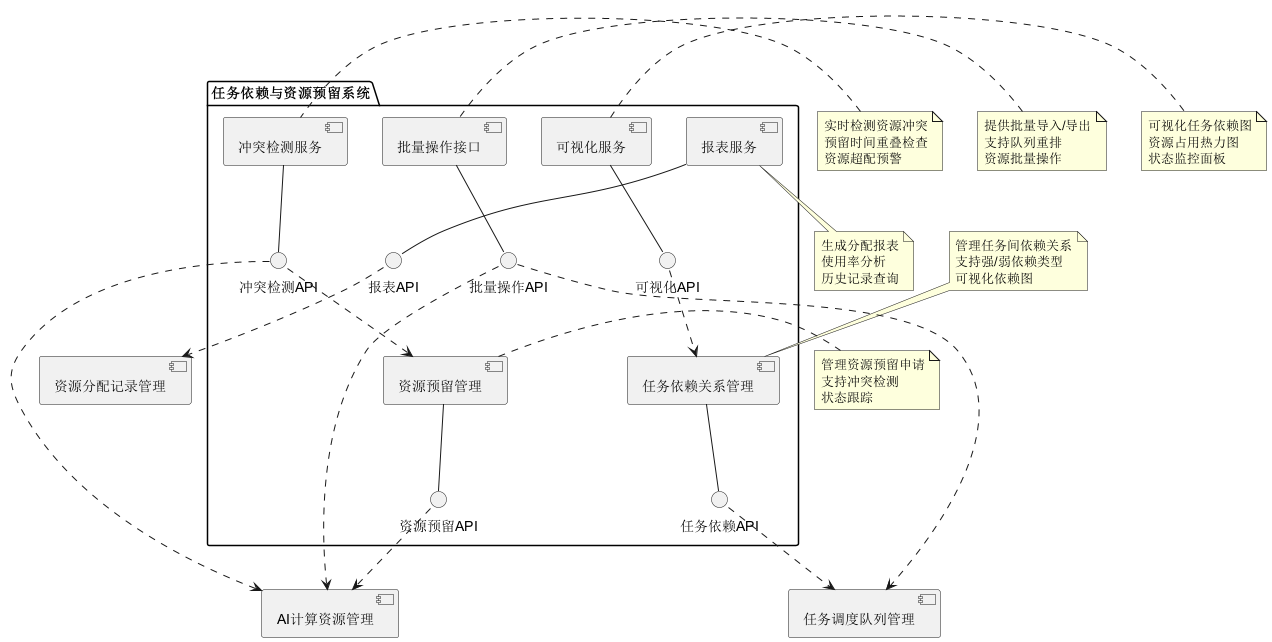 任务依赖与资源预留系统
冲突检测服务
批量操作接口
可视化服务
报表服务
实时检测资源冲突
预留时间重叠检查
资源超配预警
提供批量导入/导出
支持队列重排
资源批量操作
可视化任务依赖图
资源占用热力图
状态监控面板
生成分配报表
使用率分析
历史记录查询
管理任务间依赖关系
支持强/弱依赖类型
可视化依赖图
冲突检测API
报表API
批量操作API
可视化API
资源分配记录管理
资源预留管理
任务依赖关系管理
管理资源预留申请
支持冲突检测
状态跟踪
资源预留API
任务依赖API
AI计算资源管理
任务调度队列管理